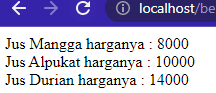 localhost/be
Jus Mangga harganya : 8000
Jus Alpukat harganya : 10000
Jus Durian harganya : 14000